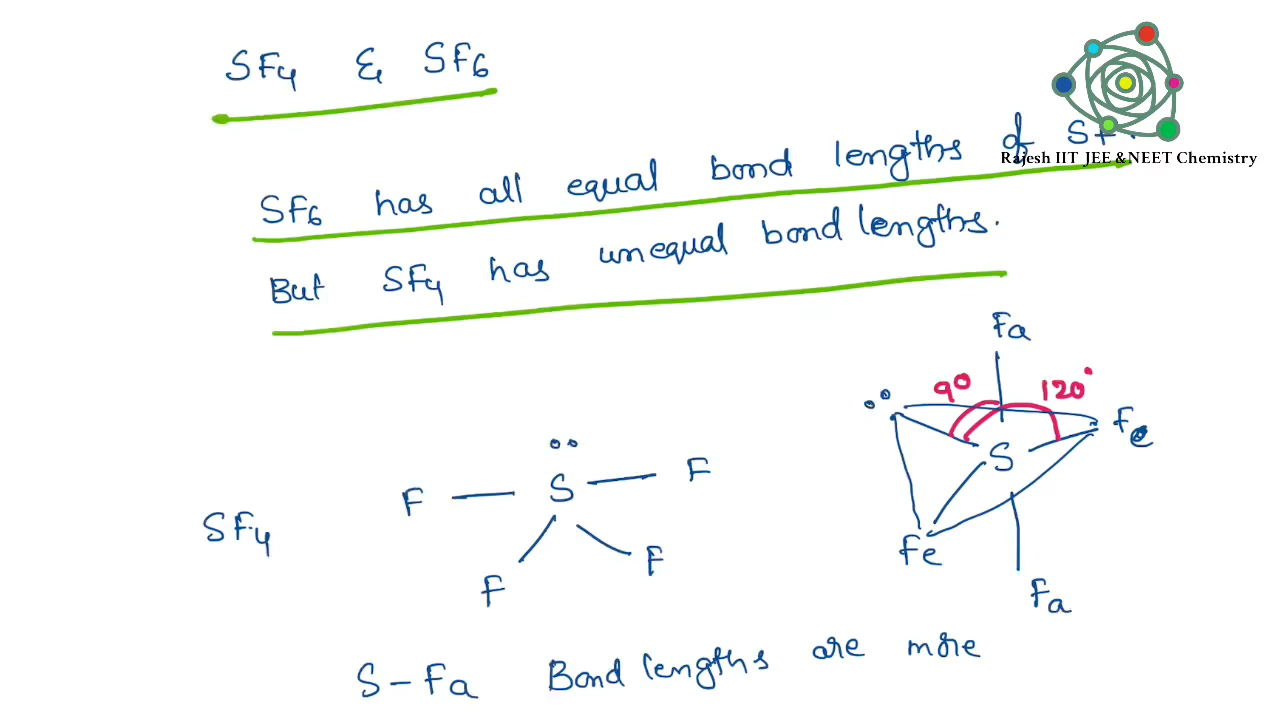 SF4 & SF6
SF6 has all equal bond lengths of SF.
Rajesh IIT JEE &NEET Chemistry
But SF4 has unequal bond lengths.
Fa
90 120°
Fe
S
Fe
Fa
SF4
F S F
F F
S-Fa Bond lengths are more